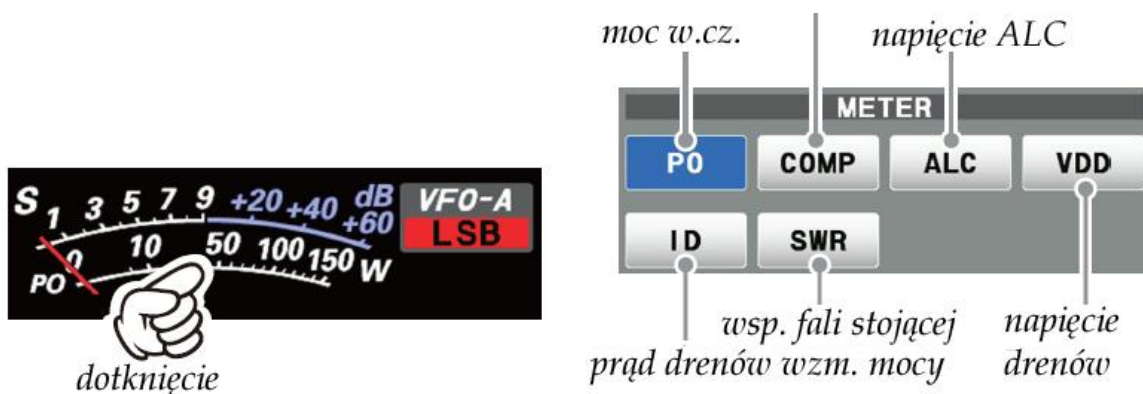 moc w.cz.
napięcie ALC
METER
PO COMP ALC VDD
ID SWR
wsp. fali stojącej
prąd drenów wzm. mocy
napięcie
drenów
S 1 3 5 7 9 +20 +40 +60 dB
PO 0 10 50 100 150 W
VFO-A
LSB
dotknięcie